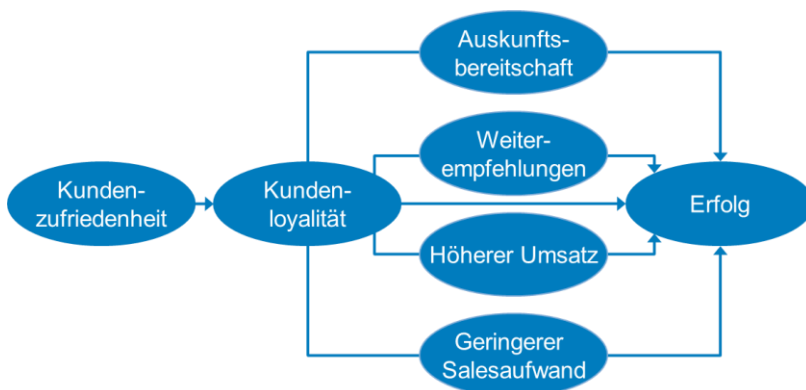 Auskunfts-
bereitschaft
Weiter-
empfehlungen
Kunden-
zufriedenheit
Kunden-
loyalität
Erfolg
Höherer Umsatz
Geringerer
Salesaufwand